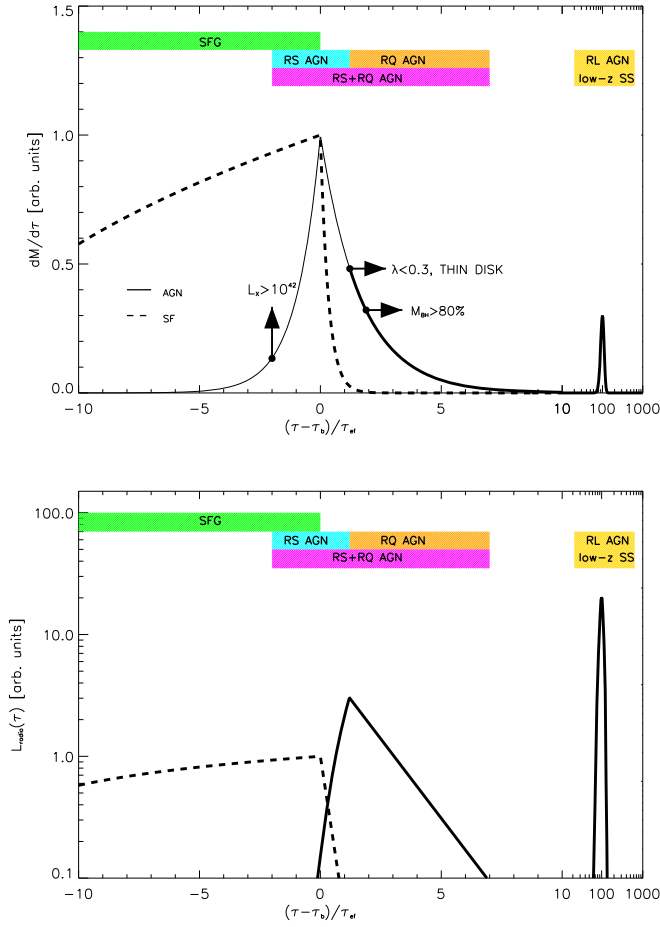 1.5
SFG
RS AGN RQ AGN RL AGN
RS+RQ AGN low-z SS
1.0
dM/dτ [arb. units]
0.5
λ<0.3, THIN DISK
Lx>10⁴²
AGN
M_BH>80%
SF
0.0
-10 -5 0 5 10 10 100 1000
(τ-τ_b)/τ_ef
100.0
SFG
RS AGN RQ AGN RL AGN
RS+RQ AGN low-z SS
10.0
L_radio(τ) [arb. units]
1.0
0.1
-10 -5 0 5 10 100 1000
(τ-τ_b)/τ_ef